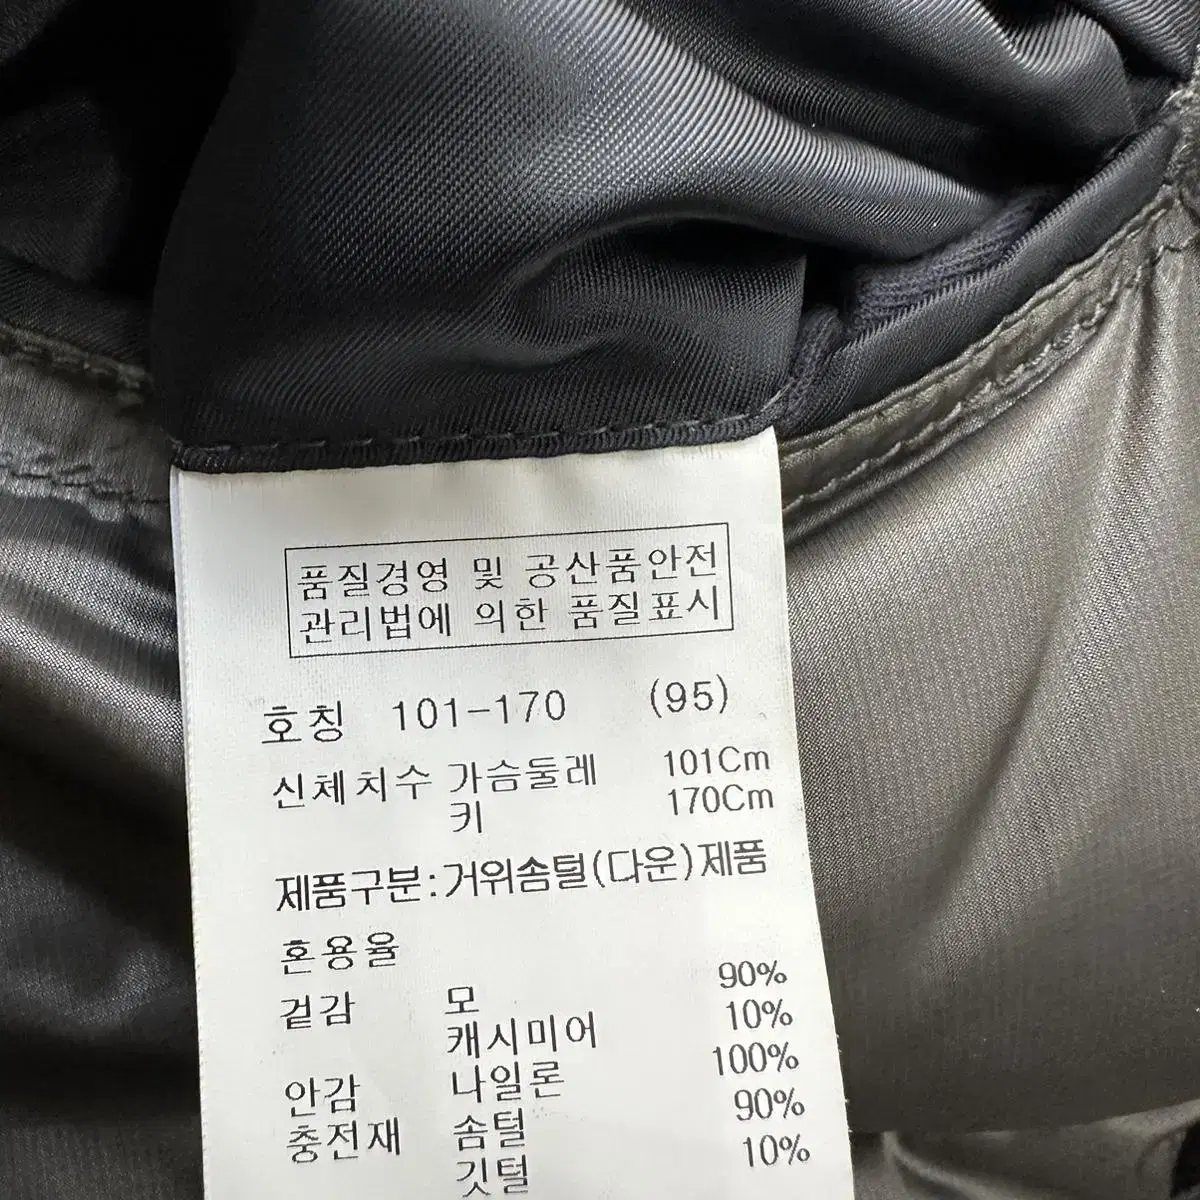 품질경영 및 공산품안전
관리법에 의한 품질표시
호칭 101-170 (95)
신체치수 가슴둘레 101Cm
키 170Cm
제품구분:거위솜털(다운)제품
혼용율
겉감 모 90%
캐시미어 10%
안감 나일론 100%
충전재 솜털 90%
깃털 10%